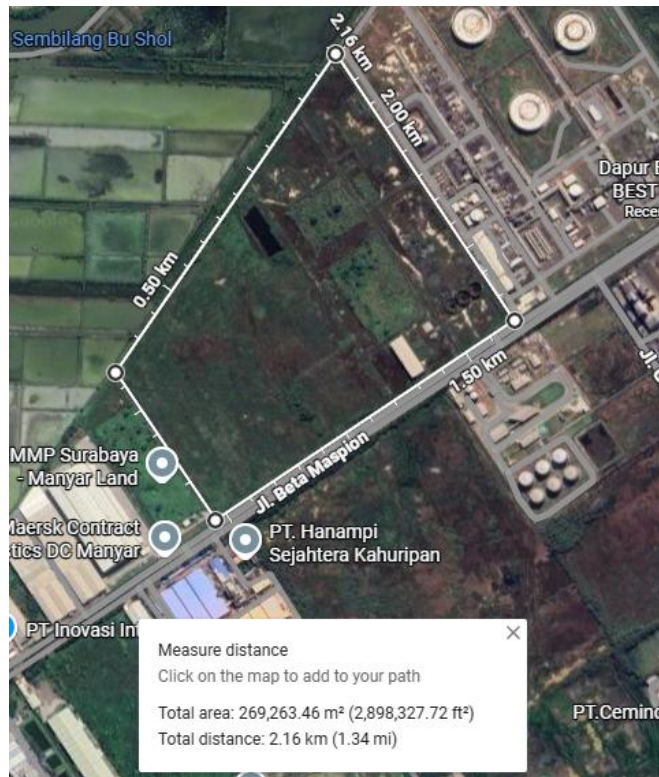 Sembilang Bu Shol
2.16 km
2.00 km
Dapur
BEST
0.50 km
1.50 km
Jl. Beta Maspion
MMP Surabaya
- Manyar Land
Maersk Contract
DC Manyar
PT. Hanampi
Sejahtera Kahuripan
PT Inovasi
Measure distance
Click on the map to add to your path
Total area: 269,263.46 m² (2,898,327.72 ft²)
Total distance: 2.16 km (1.34 mi)
PT.Cemind